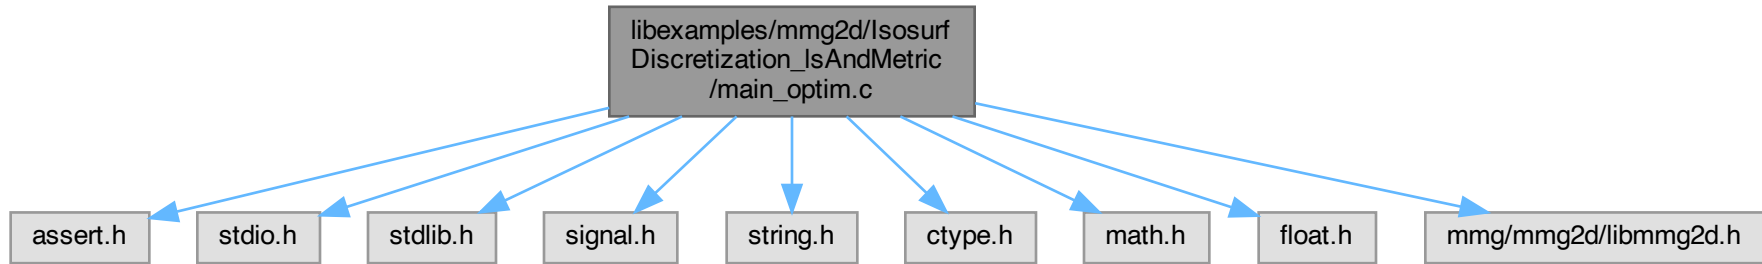 libexamples/mmg2d/Isosurf
Discretization_lsAndMetric
/main_optim.c
assert.h
stdio.h
stdlib.h
signal.h
string.h
ctype.h
math.h
float.h
mmg/mmg2d/libmmg2d.h